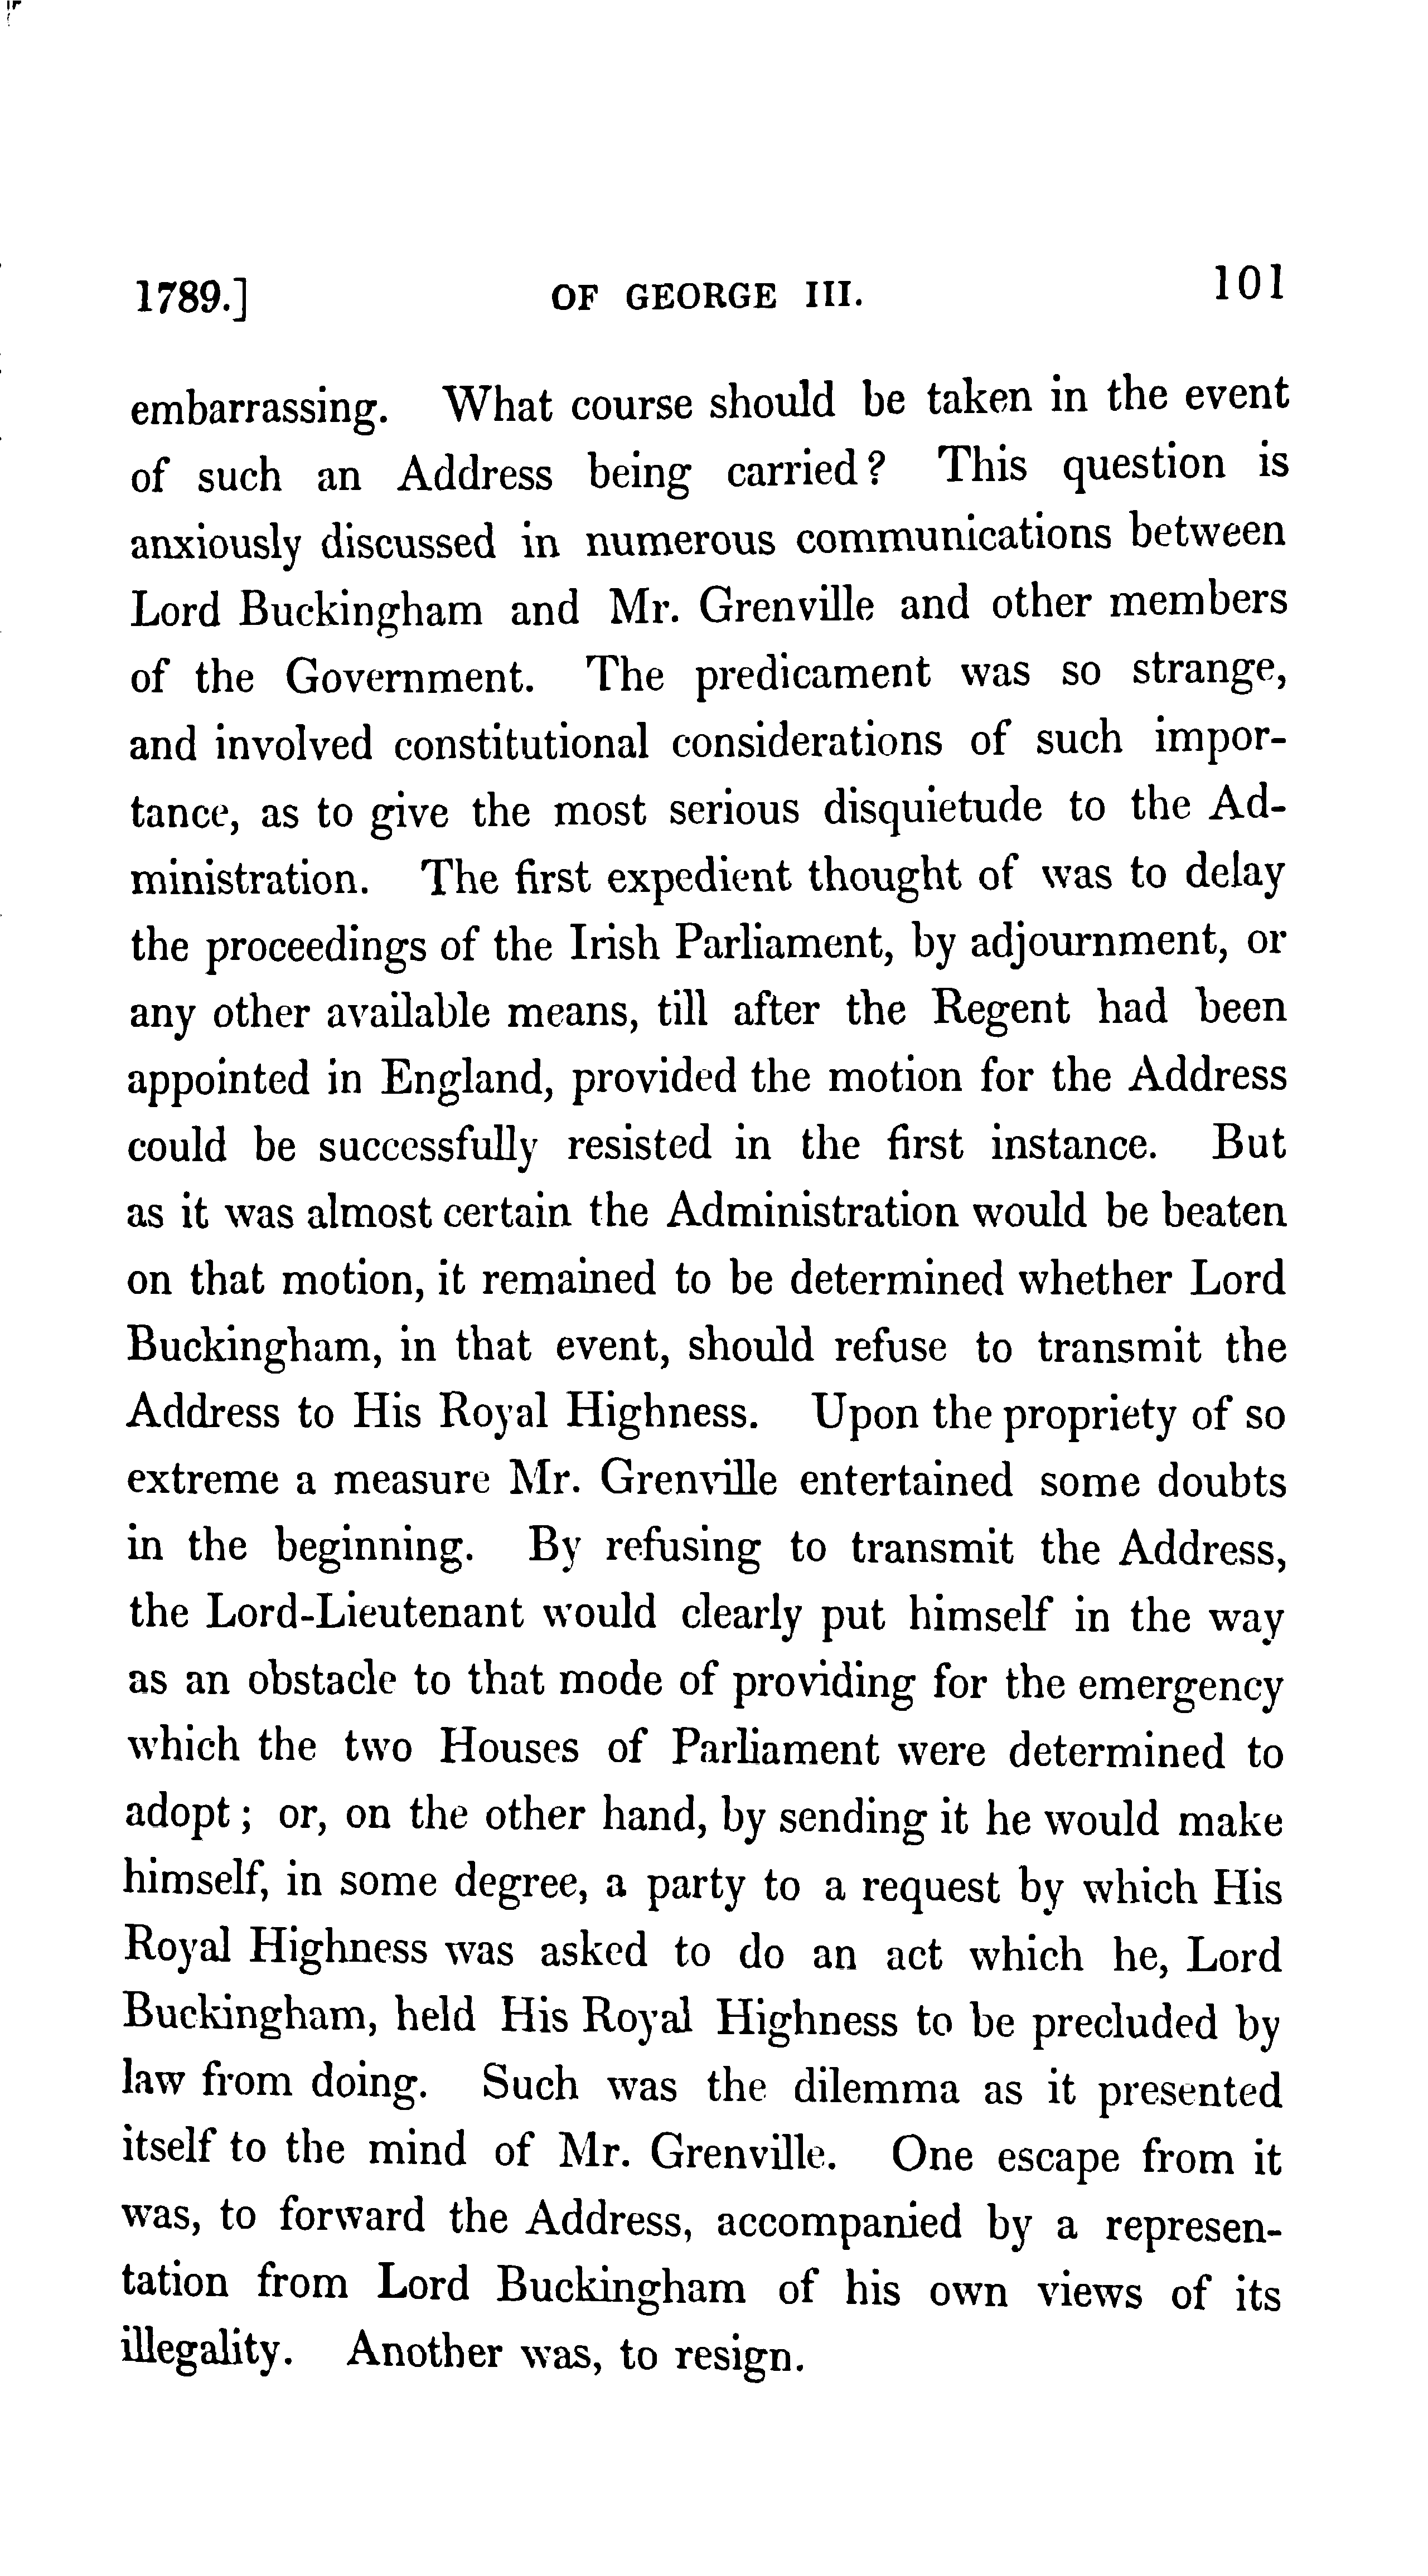 1789.] OF GEORGE III. 101
embarrassing. What course should be taken in the event
of such an Address being carried? This question is
anxiously discussed in numerous communications between
Lord Buckingham and Mr. Grenville and other members
of the Government. The predicament was so strange,
and involved constitutional considerations of such impor-
tance, as to give the most serious disquietude to the Ad-
ministration. The first expedient thought of was to delay
the proceedings of the Irish Parliament, by adjournment, or
any other available means, till after the Regent had been
appointed in England, provided the motion for the Address
could be successfully resisted in the first instance. But
as it was almost certain the Administration would be beaten
on that motion, it remained to be determined whether Lord
Buckingham, in that event, should refuse to transmit the
Address to His Royal Highness. Upon the propriety of so
extreme a measure Mr. Grenville entertained some doubts
in the beginning. By refusing to transmit the Address,
the Lord-Lieutenant would clearly put himself in the way
as an obstacle to that mode of providing for the emergency
which the two Houses of Parliament were determined to
adopt; or, on the other hand, by sending it he would make
himself, in some degree, a party to a request by which His
Royal Highness was asked to do an act which he, Lord
Buckingham, held His Royal Highness to be precluded by
law from doing. Such was the dilemma as it presented
itself to the mind of Mr. Grenville. One escape from it
was, to forward the Address, accompanied by a represen-
tation from Lord Buckingham of his own views of its
illegality. Another was, to resign.